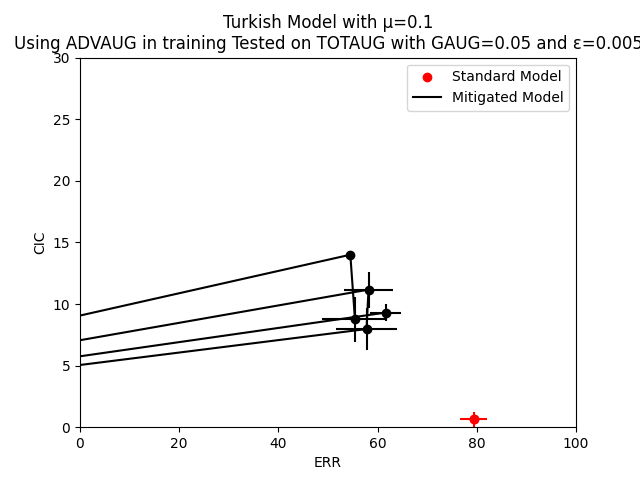 Turkish Model with μ=0.1
Using ADVAUG in training Tested on TOTAUG with GAUG=0.05 and ε=0.005
30
25
20
15
10
5
0
CIC
Standard Model
Mitigated Model
0 20 40 60 80 100
ERR